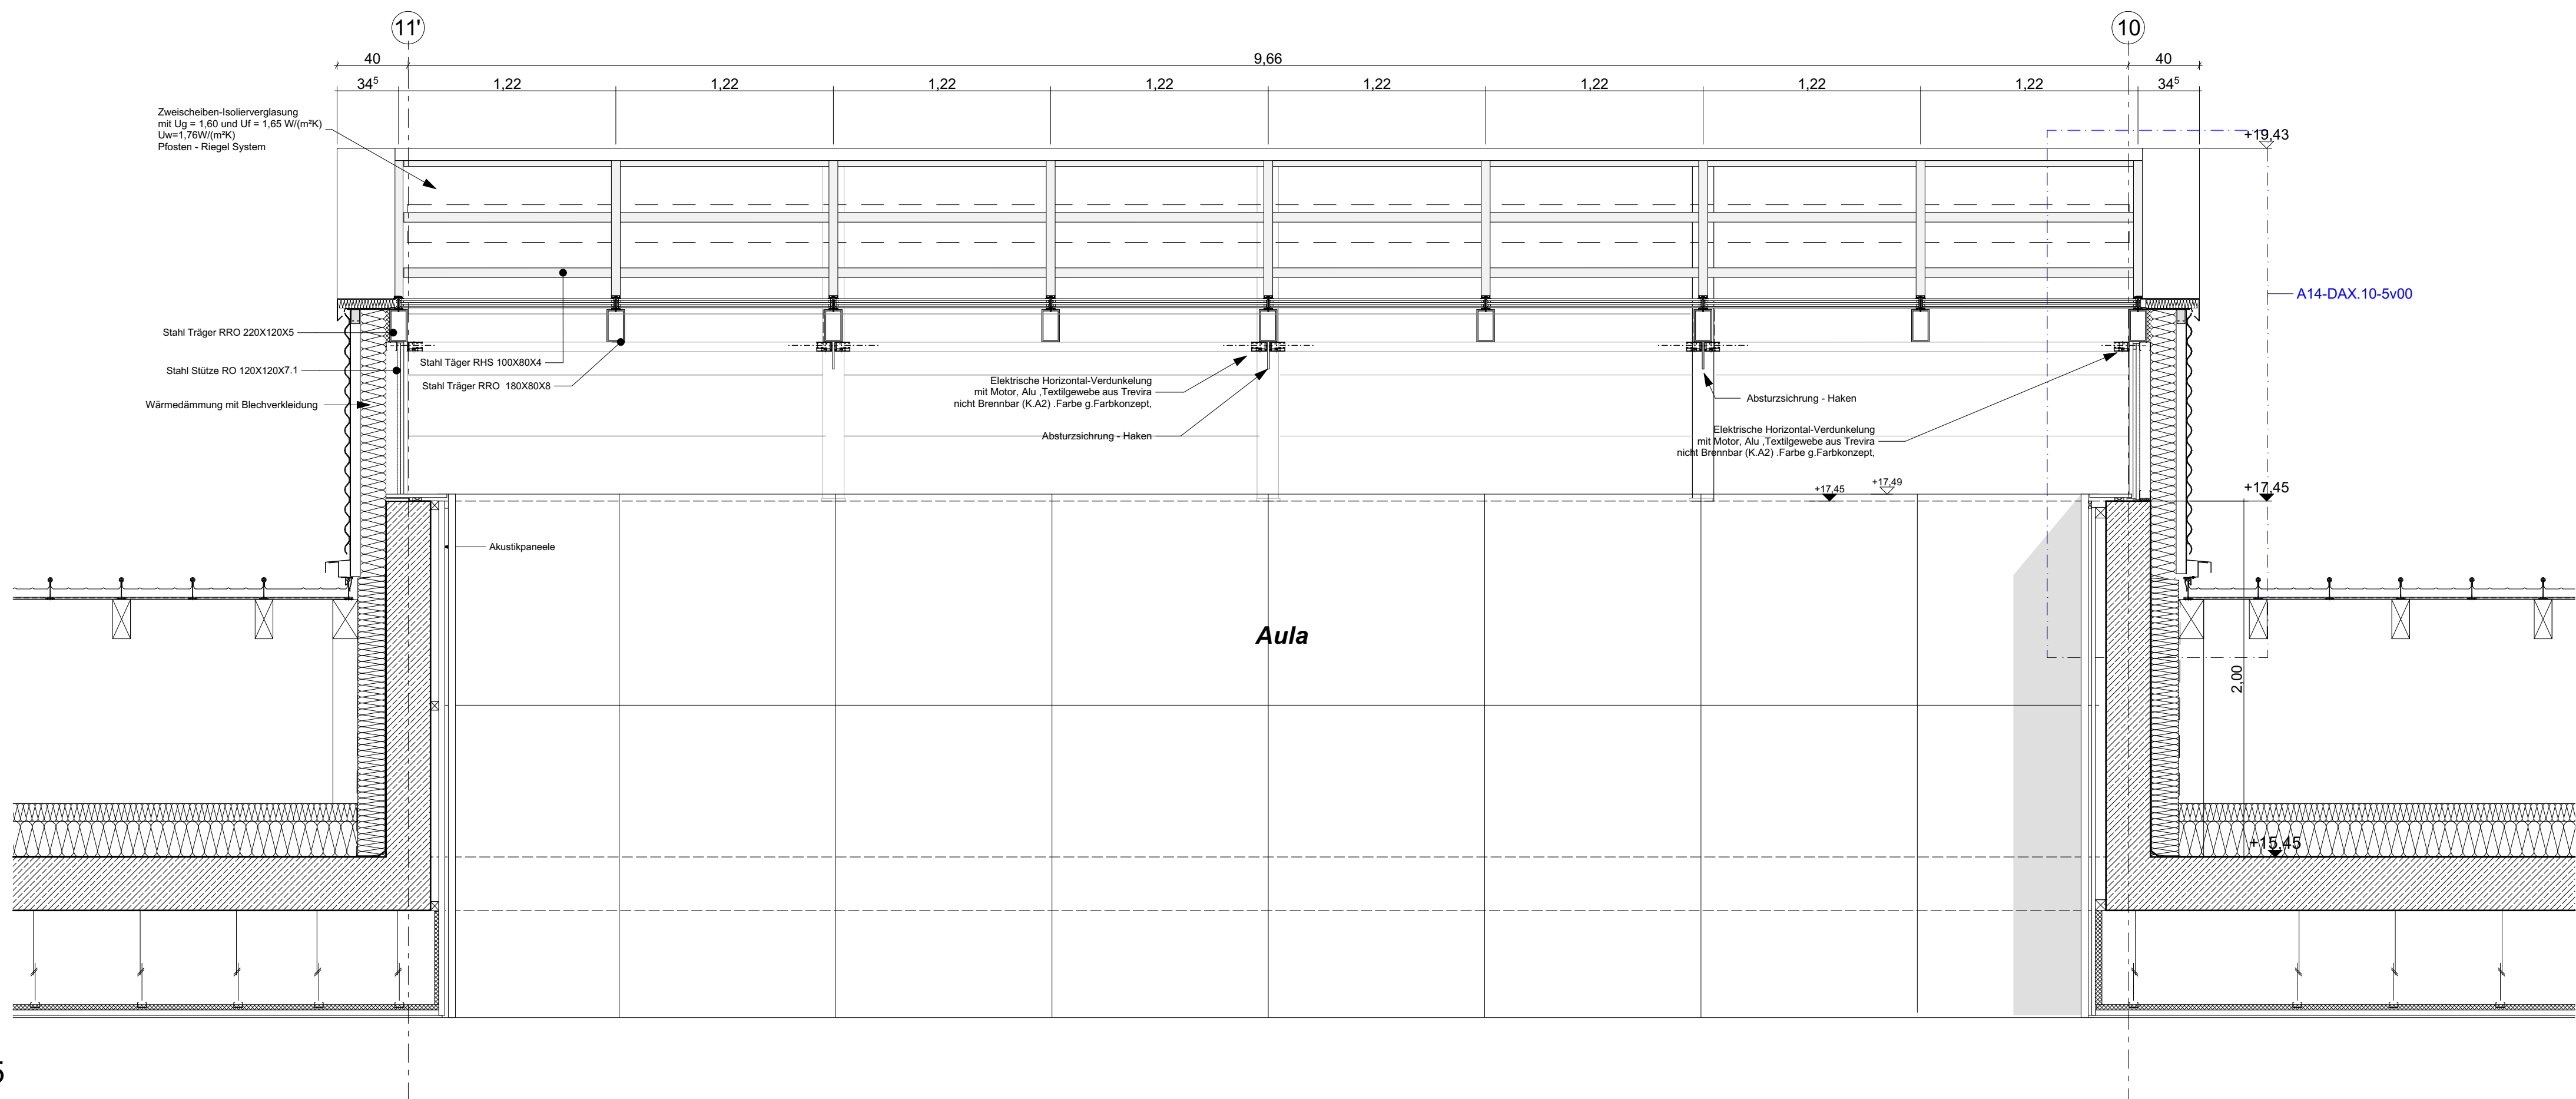 11'
10
40
9,66
40
34⁵
1,22
1,22
1,22
1,22
1,22
1,22
1,22
1,22
34⁵
Zweischeiben-Isolierverglasung
mit Ug = 1,60 und Uf = 1,65 W/(m²K)
Uw=1,76W/(m²K)
Pfosten - Riegel System
+19,43
A14-DAX.10-5v00
Stahl Träger RRO 220X120X5
Stahl Stütze RO 120X120X7.1
Wärmedämmung mit Blechverkleidung
Stahl Täger RHS 100X80X4
Stahl Träger RRO 180X80X8
Elektrische Horizontal-Verdunkelung
mit Motor, Alu ,Textilgewebe aus Trevira
nicht Brennbar (K.A2) .Farbe g.Farbkonzept,
Absturzsichrung - Haken
Absturzsichrung - Haken
Elektrische Horizontal-Verdunkelung
mit Motor, Alu ,Textilgewebe aus Trevira
nicht Brennbar (K.A2) .Farbe g.Farbkonzept,
+17,45
+17,49
+17,45
Akustikpaneele
Aula
2,00
+15,45